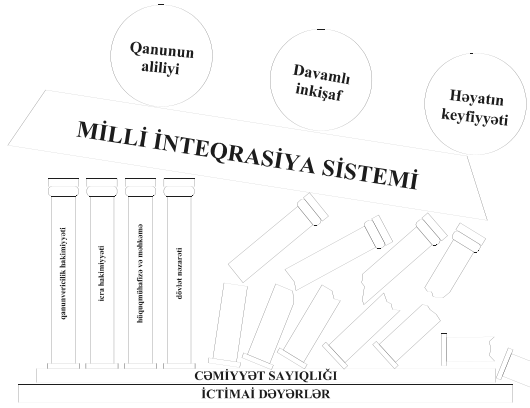 Qanunun
aliliyi
Davamlı
inkişaf
Həyatın
keyfiyyəti
MİLLİ İNTEQRASİYA SİSTEMİ
qanunvericilik hakimiyyəti
icra hakimiyyəti
hüquqmühafizə və məhkəmə
dövlət nəzarəti
CƏMİYYƏT SAYIQLIĞI
İCTİMAİ DƏYƏRLƏR